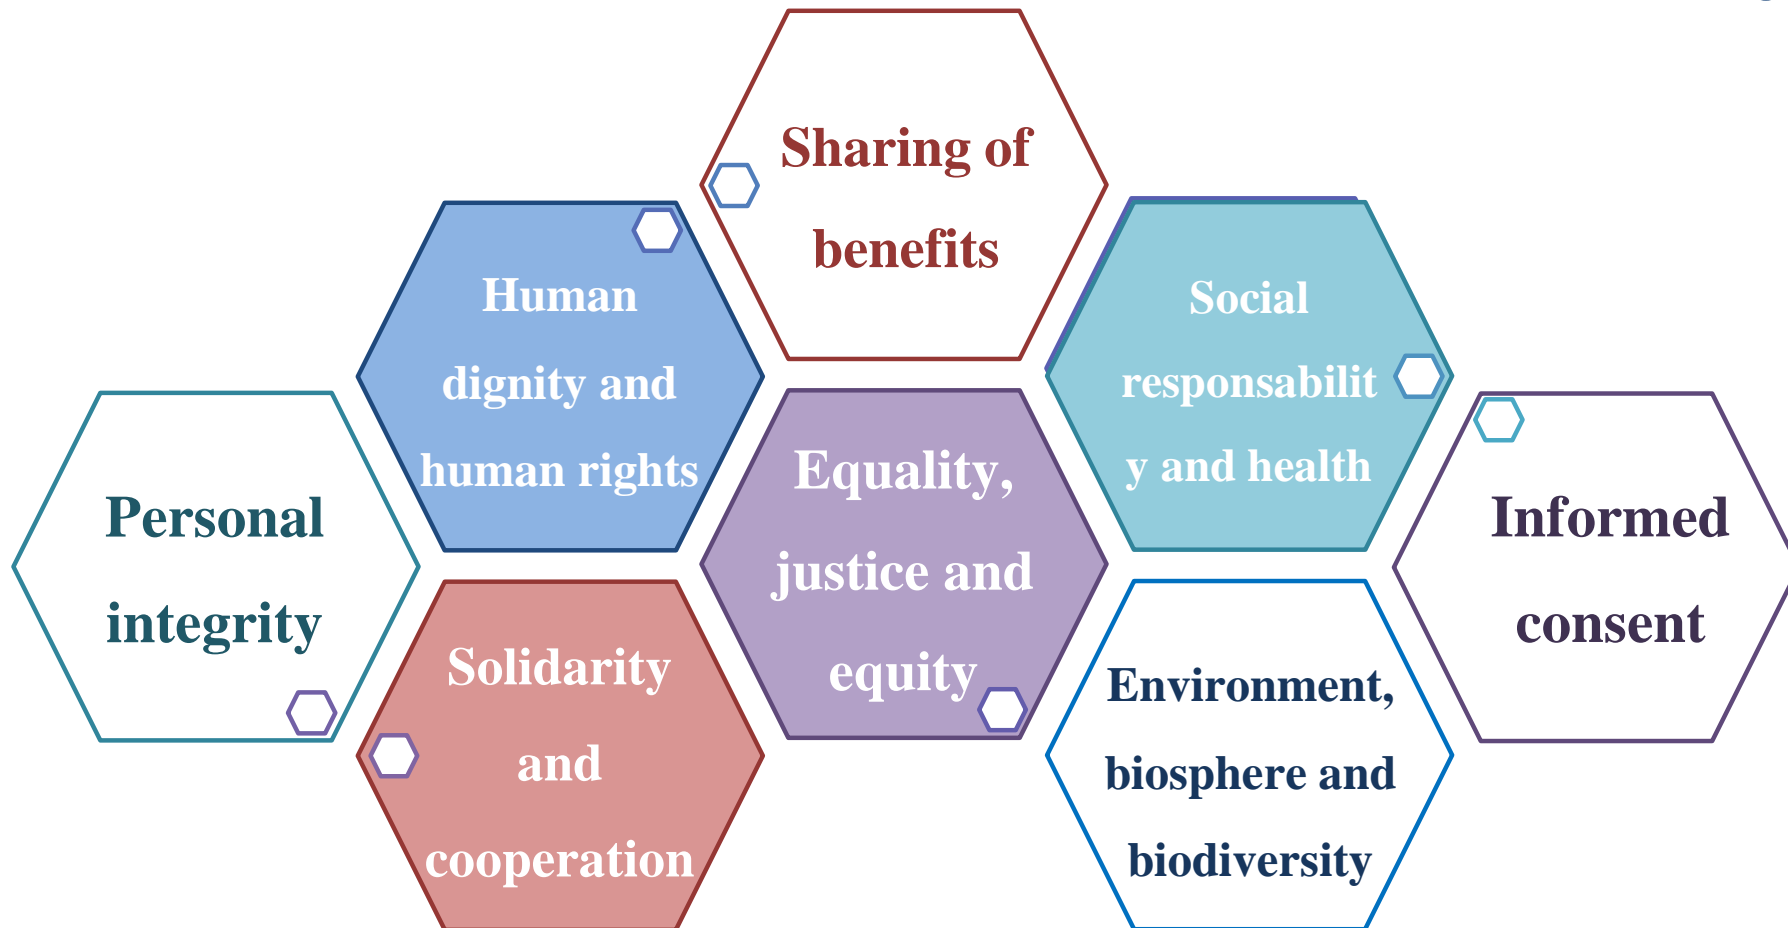 Sharing of
benefits
Human
dignity and
human rights
Social
responsabilit
y and health
Personal
integrity
Equality,
justice and
equity
Informed
consent
Solidarity
and
cooperation
Environment,
biosphere and
biodiversity